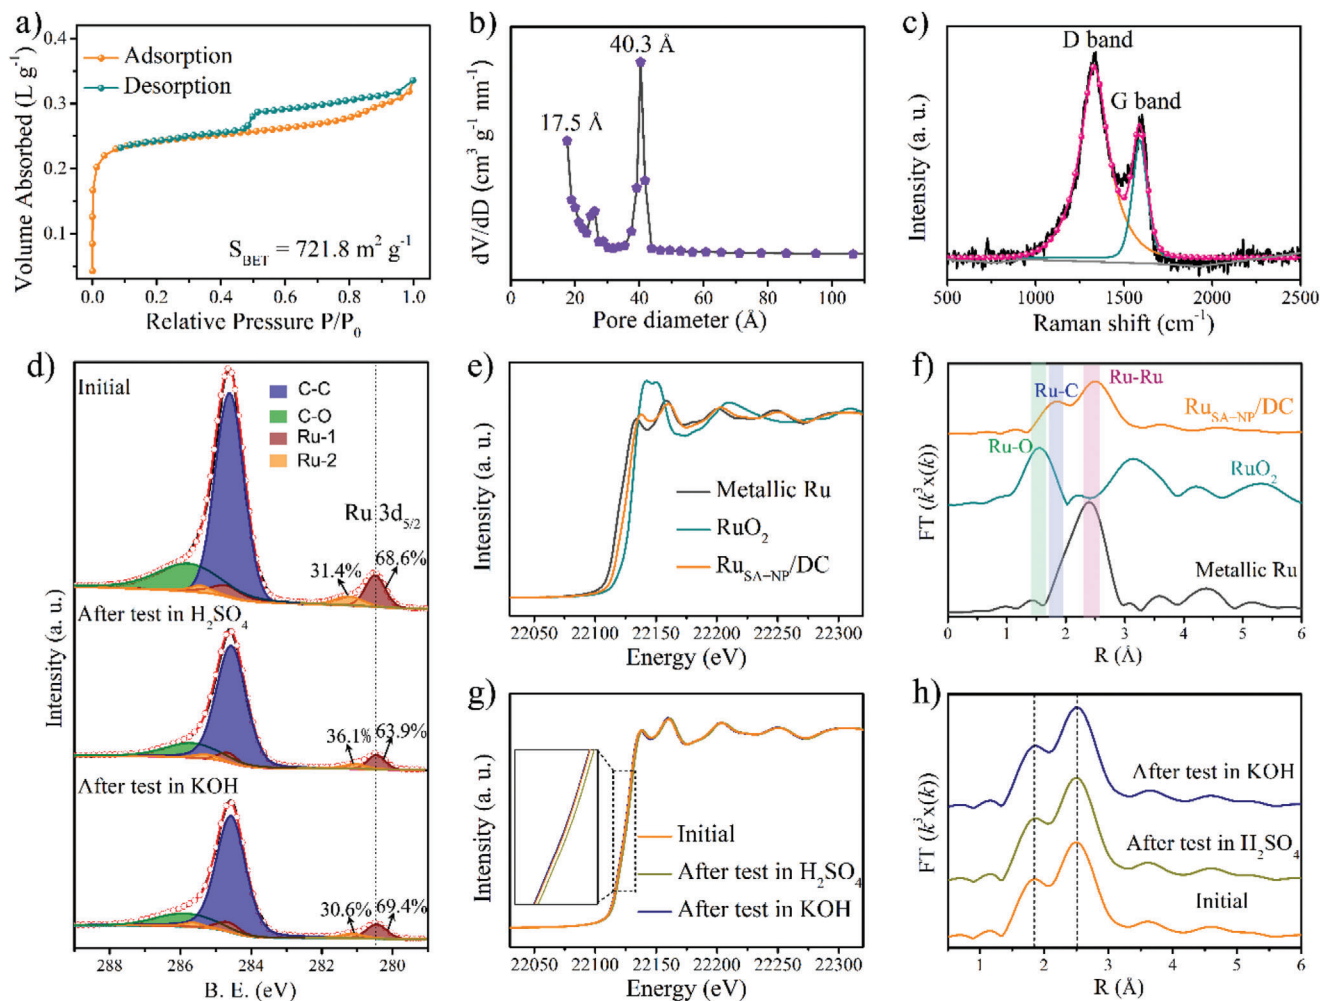 a)
Volume Absorbed (L g⁻¹)
0.4
0.3
0.2
0.1
Adsorption
Desorption
S_BET = 721.8 m² g⁻¹
0.0 0.2 0.4 0.6 0.8 1.0
Relative Pressure P/P₀
b)
dV/dD (cm³ g⁻¹ nm⁻¹)
40.3 Å
17.5 Å
0 20 40 60 80 100
Pore diameter (Å)
c)
Intensity (a. u.)
D band
G band
500 1000 1500 2000 2500
Raman shift (cm⁻¹)
d)
Intensity (a. u.)
Initial
C-C
C-O
Ru-1
Ru-2
Ru 3d₅/₂
31.4% 68.6%
After test in H₂SO₄
36.1% 63.9%
After test in KOH
30.6% 69.4%
288 286 284 282 280
B. E. (eV)
e)
Intensity (a. u.)
Metallic Ru
RuO₂
Ru_SA−NP/DC
22050 22100 22150 22200 22250 22300
Energy (eV)
f)
FT (k³x(k))
Ru-Ru
Ru-C
Ru_SA−NP/DC
Ru-O
RuO₂
Metallic Ru
0 1 2 3 4 5 6
R (Å)
g)
Intensity (a. u.)
Initial
After test in H₂SO₄
After test in KOH
22050 22100 22150 22200 22250 22300
Energy (eV)
h)
FT (k³x(k))
After test in KOH
After test in H₂SO₄
Initial
1 2 3 4 5 6
R (Å)